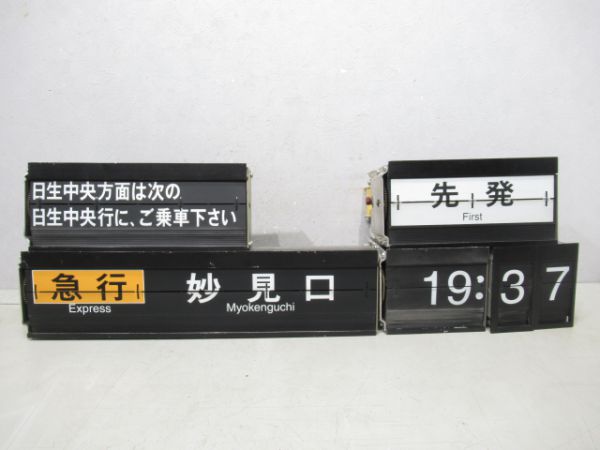 日生中央方面は次の
日生中央行に、ご乗車下さい
先発
First
急行 妙見口
Express Myokenguchi
19:37